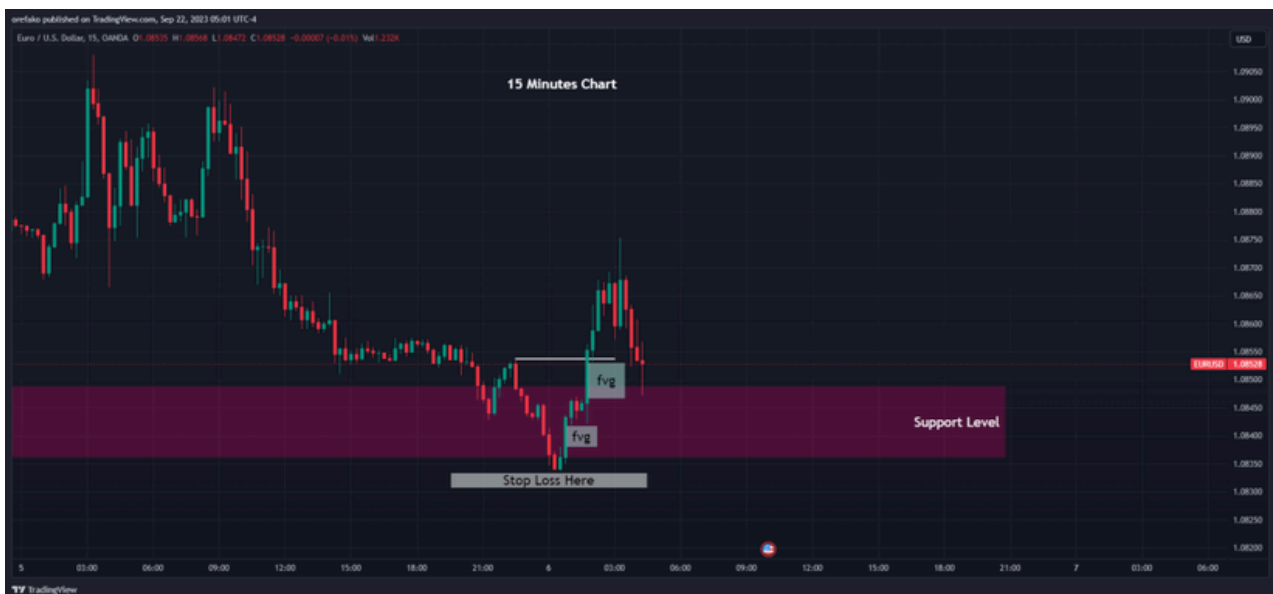 orefako published on TradingView.com, Sep 22, 2023 05:01 UTC-4
Euro / U.S. Dollar, 15, OANDA O1.08535 H1.08568 L1.08472 C1.08528 −0.00007 (−0.01%) Vol1.232K
USD
15 Minutes Chart
1.09050
1.09000
1.08950
1.08900
1.08850
1.08800
1.08750
1.08700
1.08650
1.08600
1.08550
EURUSD 1.08528
1.08500
fvg
1.08450
Support Level
fvg
1.08400
1.08350
Stop Loss Here
1.08300
1.08250
1.08200
5 03:00 06:00 09:00 12:00 15:00 18:00 21:00 6 03:00 06:00 09:00 12:00 15:00 18:00 21:00 7 03:00 06:00
TradingView